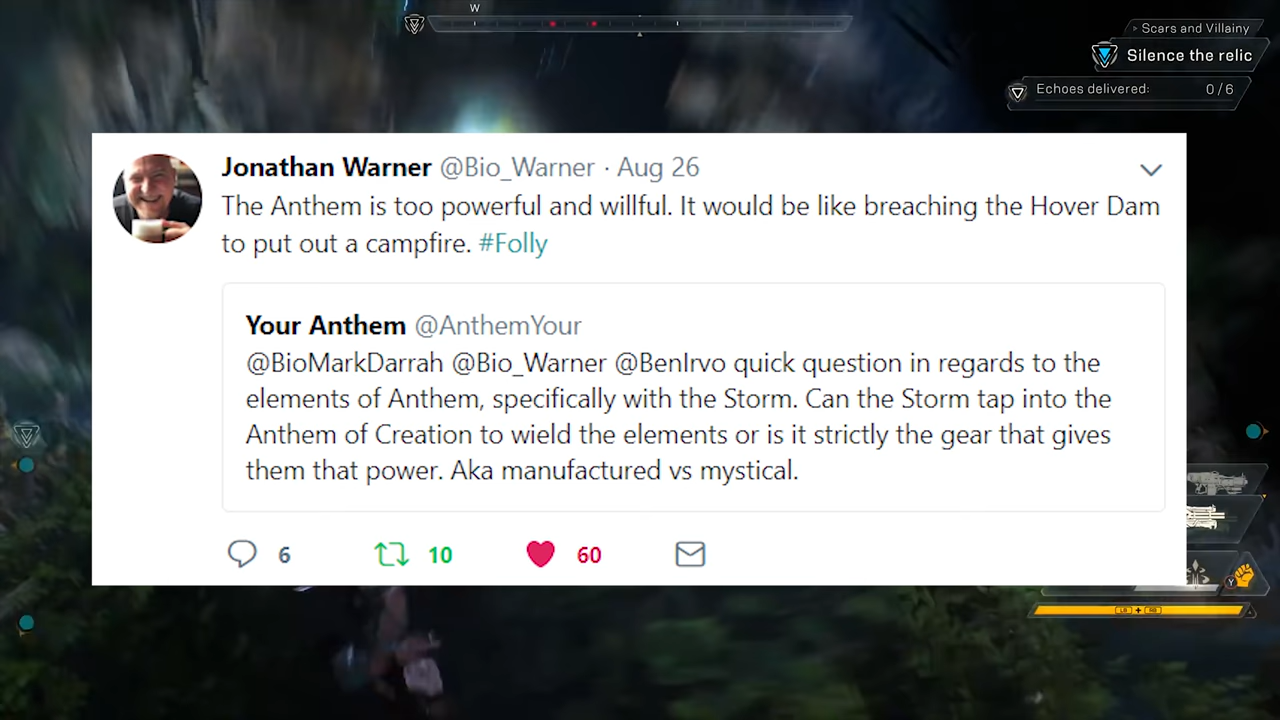 W
> Scars and Villainy
Silence the relic
Echoes delivered: 0 / 6
Jonathan Warner @Bio_Warner · Aug 26
The Anthem is too powerful and willful. It would be like breaching the Hover Dam
to put out a campfire. #Folly
Your Anthem @AnthemYour
@BioMarkDarrah @Bio_Warner @BenIrvo quick question in regards to the
elements of Anthem, specifically with the Storm. Can the Storm tap into the
Anthem of Creation to wield the elements or is it strictly the gear that gives
them that power. Aka manufactured vs mystical.
6 10 60
Y
LB + RB